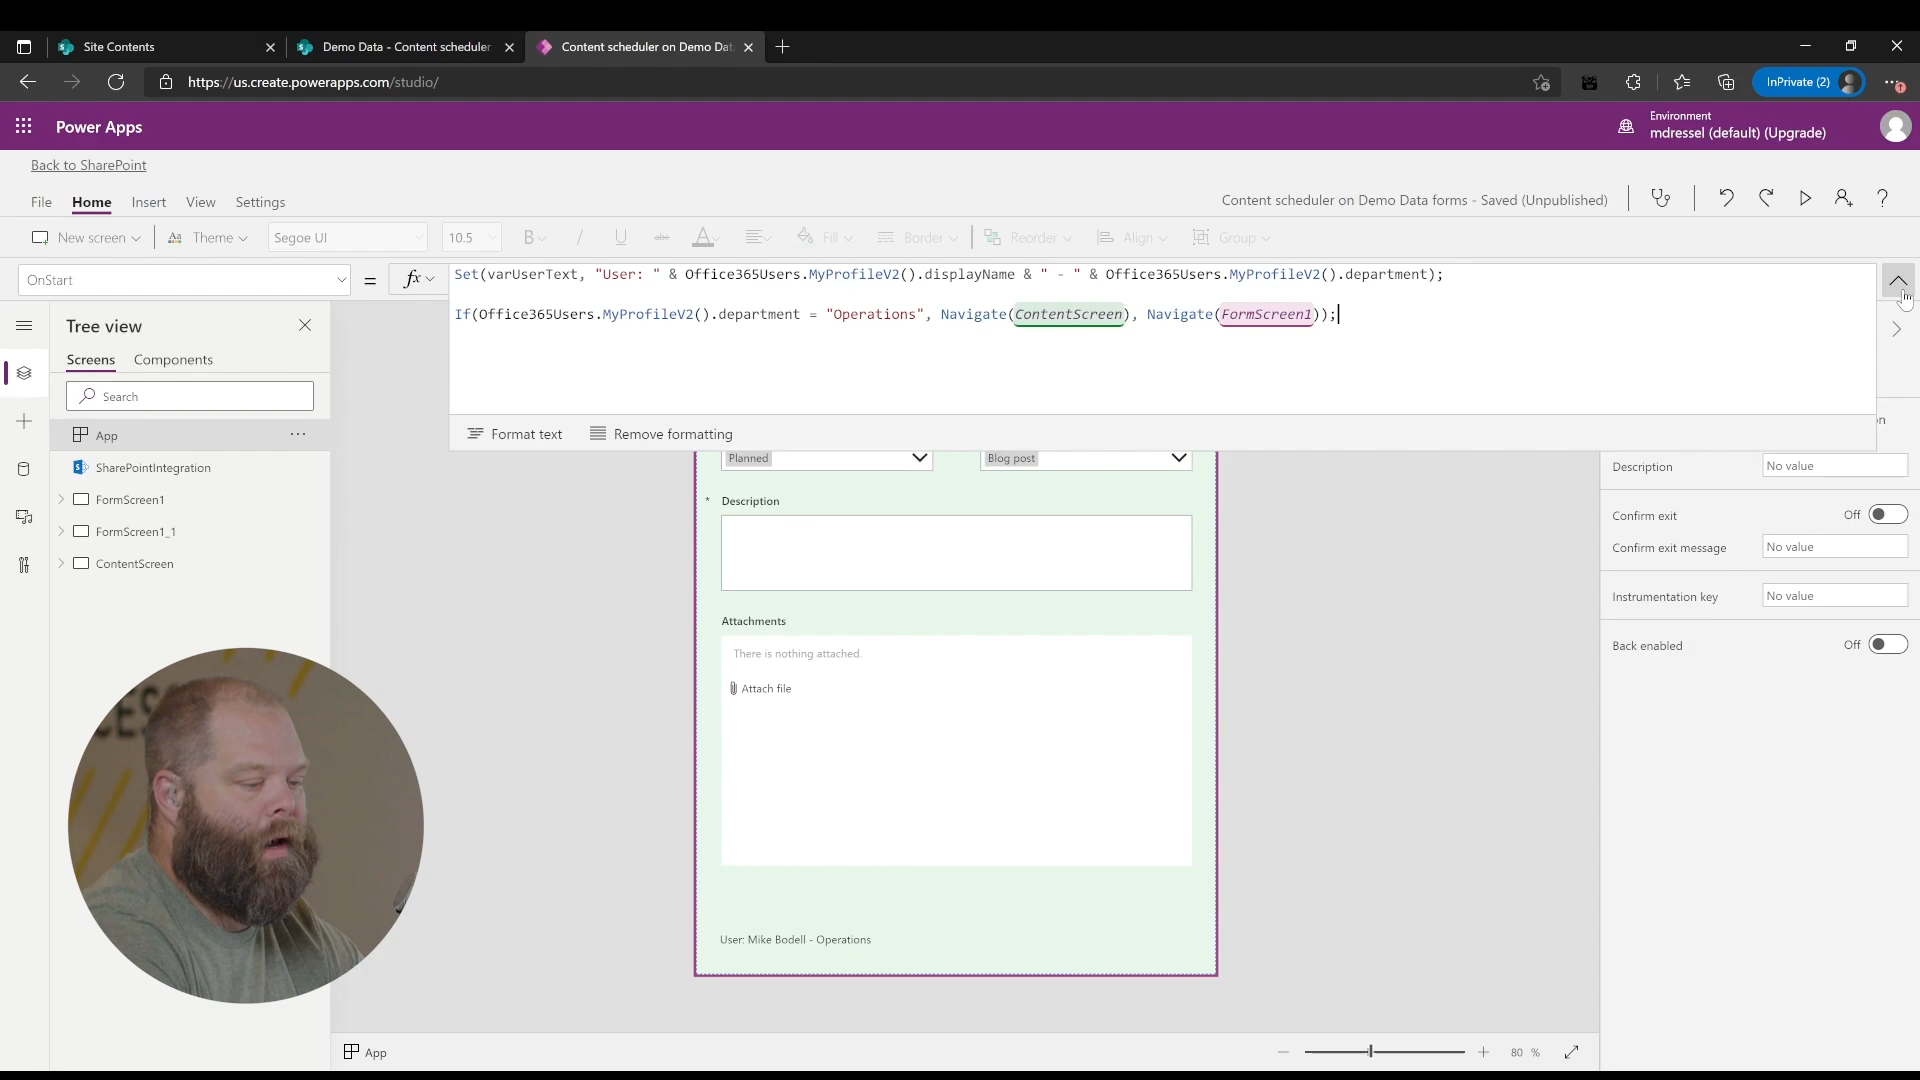 Site Contents
Demo Data - Content scheduler
Content scheduler on Demo Dat
https://us.create.powerapps.com/studio/
InPrivate (2)
Power Apps
Environment
mdressel (default) (Upgrade)
Back to SharePoint
File Home Insert View Settings
Content scheduler on Demo Data forms - Saved (Unpublished)
New screen Theme Segoe UI 10.5 B / U abc A Fill Border Reorder Align Group
OnStart = fx
Set(varUserText, "User: " & Office365Users.MyProfileV2().displayName & " - " & Office365Users.MyProfileV2().department);
If(Office365Users.MyProfileV2().department = "Operations", Navigate(ContentScreen), Navigate(FormScreen1));
Format text Remove formatting
Tree view
Screens Components
Search
App
SharePointIntegration
FormScreen1
FormScreen1_1
ContentScreen
Planned Blog post
* Description
Attachments
There is nothing attached.
Attach file
User: Mike Bodell - Operations
n
Description No value
Confirm exit Off
Confirm exit message No value
Instrumentation key No value
Back enabled Off
App
80 %